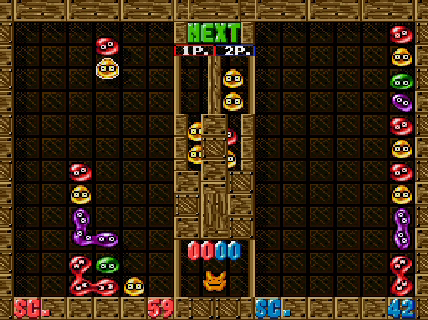 NEXT
1P. 2P.
0000
SC. 59 SC. 42